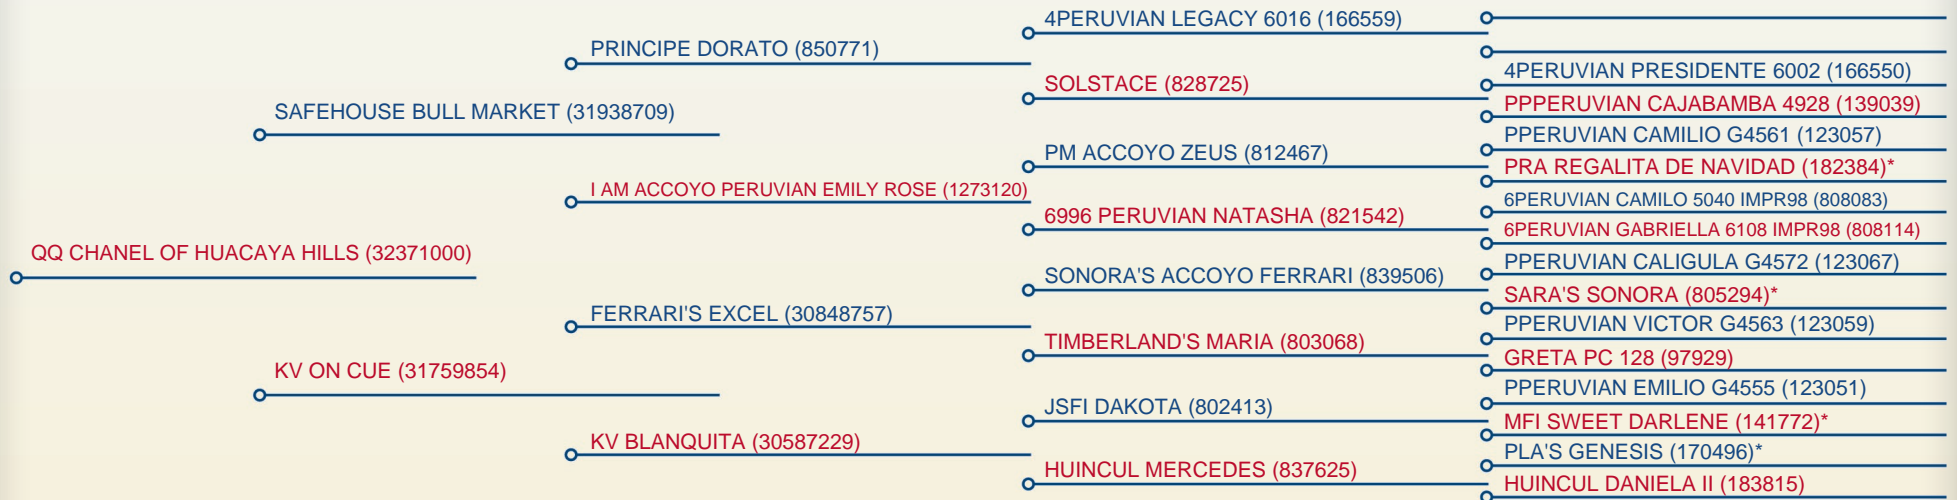 4PERUVIAN LEGACY 6016 (166559)
PRINCIPE DORATO (850771)
4PERUVIAN PRESIDENTE 6002 (166550)
SOLSTACE (828725)
PPPERUVIAN CAJABAMBA 4928 (139039)
SAFEHOUSE BULL MARKET (31938709)
PPERUVIAN CAMILIO G4561 (123057)
PM ACCOYO ZEUS (812467)
PRA REGALITA DE NAVIDAD (182384)*
I AM ACCOYO PERUVIAN EMILY ROSE (1273120)
6PERUVIAN CAMILO 5040 IMPR98 (808083)
6996 PERUVIAN NATASHA (821542)
6PERUVIAN GABRIELLA 6108 IMPR98 (808114)
QQ CHANEL OF HUACAYA HILLS (32371000)
PPERUVIAN CALIGULA G4572 (123067)
SONORA'S ACCOYO FERRARI (839506)
SARA'S SONORA (805294)*
FERRARI'S EXCEL (30848757)
PPERUVIAN VICTOR G4563 (123059)
TIMBERLAND'S MARIA (803068)
GRETA PC 128 (97929)
KV ON CUE (31759854)
PPERUVIAN EMILIO G4555 (123051)
JSFI DAKOTA (802413)
MFI SWEET DARLENE (141772)*
KV BLANQUITA (30587229)
PLA'S GENESIS (170496)*
HUINCUL MERCEDES (837625)
HUINCUL DANIELA II (183815)